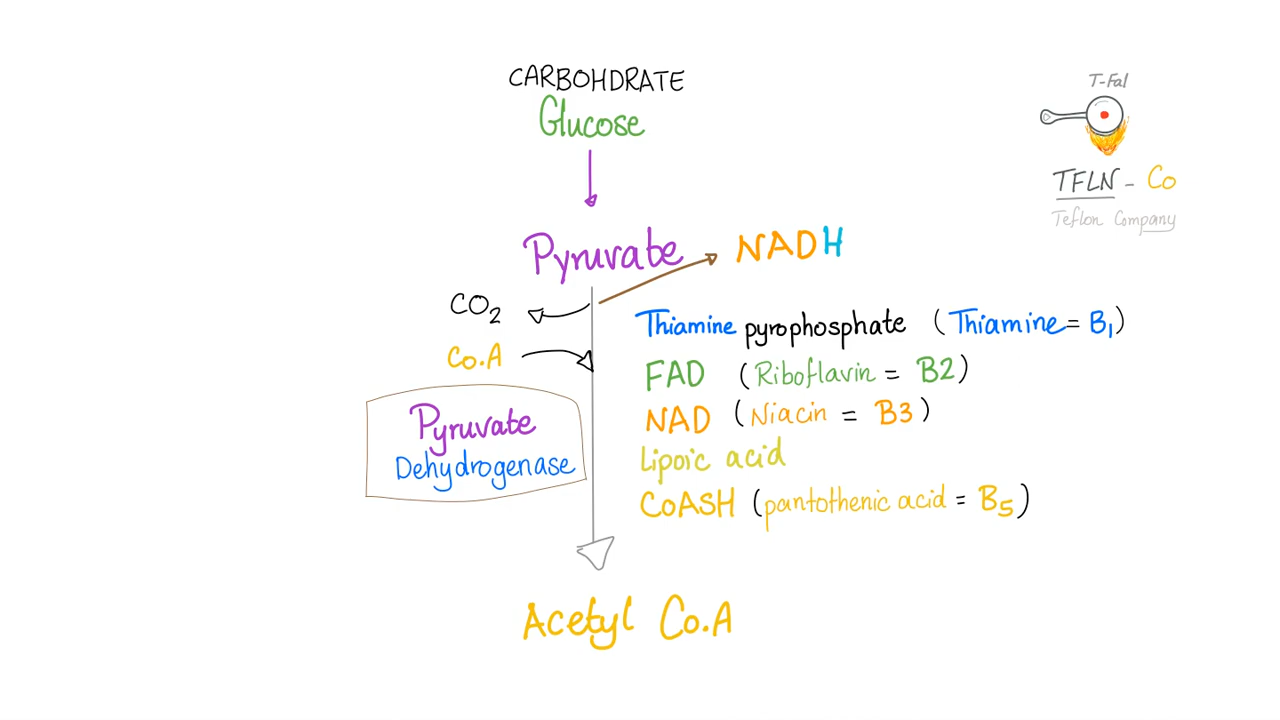 CARBOHDRATE
Glucose
T-Fal
TFLN - Co
Teflon Company
Pyruvate
NADH
CO2
Co.A
Thiamine pyrophosphate (Thiamine = B1)
FAD (Riboflavin = B2)
NAD (Niacin = B3)
Lipoic acid
CoASH (pantothenic acid = B5)
Pyruvate
Dehydrogenase
Acetyl Co.A